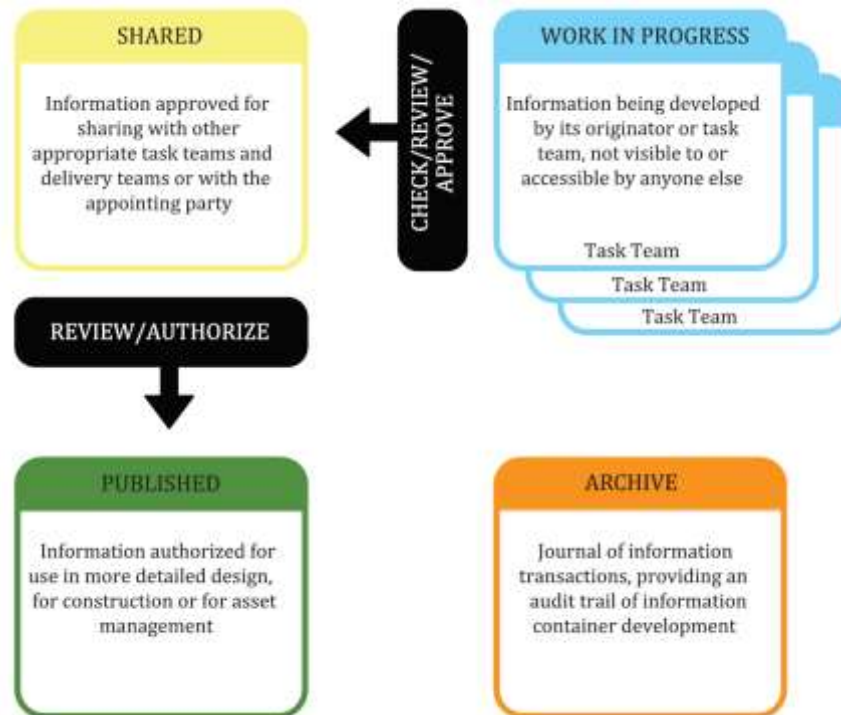 SHARED
Information approved for
sharing with other
appropriate task teams and
delivery teams or with the
appointing party
CHECK/REVIEW/
APPROVE
WORK IN PROGRESS
Information being developed
by its originator or task
team, not visible to or
accessible by anyone else
Task Team
Task Team
Task Team
REVIEW/AUTHORIZE
PUBLISHED
Information authorized for
use in more detailed design,
for construction or for asset
management
ARCHIVE
Journal of information
transactions, providing an
audit trail of information
container development